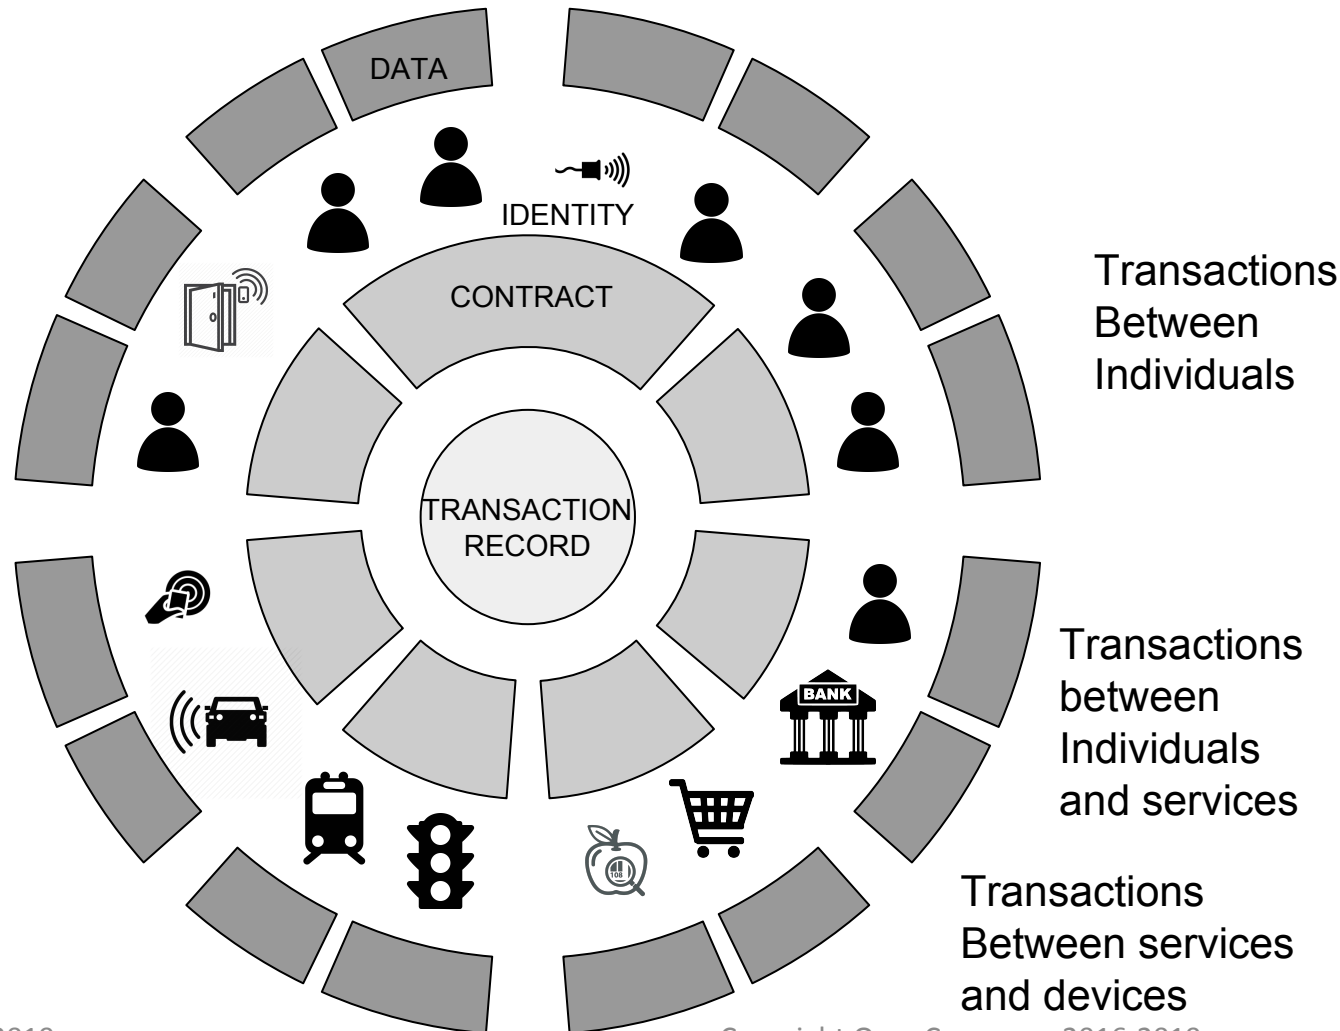 DATA
IDENTITY
CONTRACT
TRANSACTION
RECORD
BANK
108
Transactions
Between
Individuals
Transactions
between
Individuals
and services
Transactions
Between services
and devices